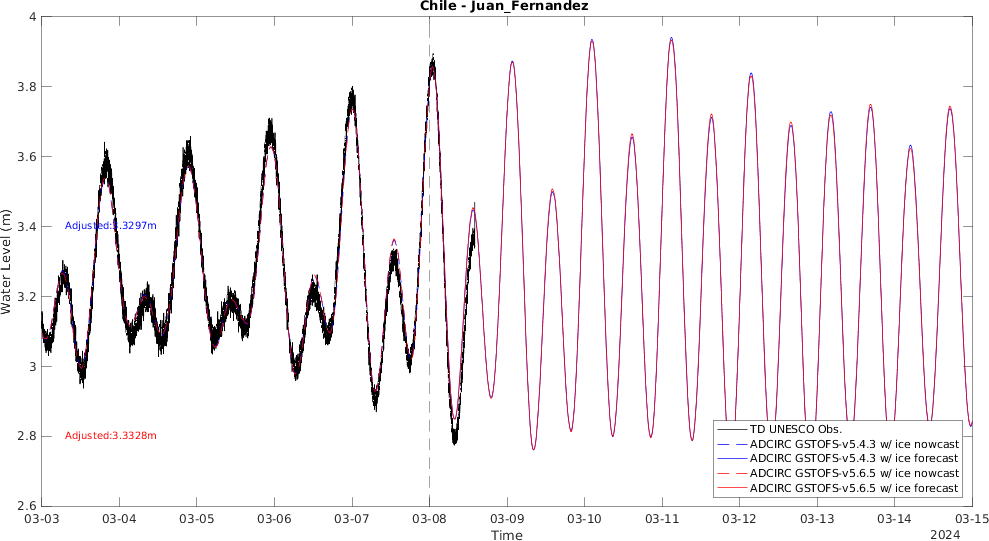 Chile - Juan_Fernandez
4
3.8
3.6
3.4
3.2
3
2.8
2.6
Water Level (m)
Adjusted:3.3297m
Adjusted:3.3328m
TD UNESCO Obs.
ADCIRC GSTOFS-v5.4.3 w/ ice nowcast
ADCIRC GSTOFS-v5.4.3 w/ ice forecast
ADCIRC GSTOFS-v5.6.5 w/ ice nowcast
ADCIRC GSTOFS-v5.6.5 w/ ice forecast
03-03 03-04 03-05 03-06 03-07 03-08 03-09 03-10 03-11 03-12 03-13 03-14 03-15
Time
2024